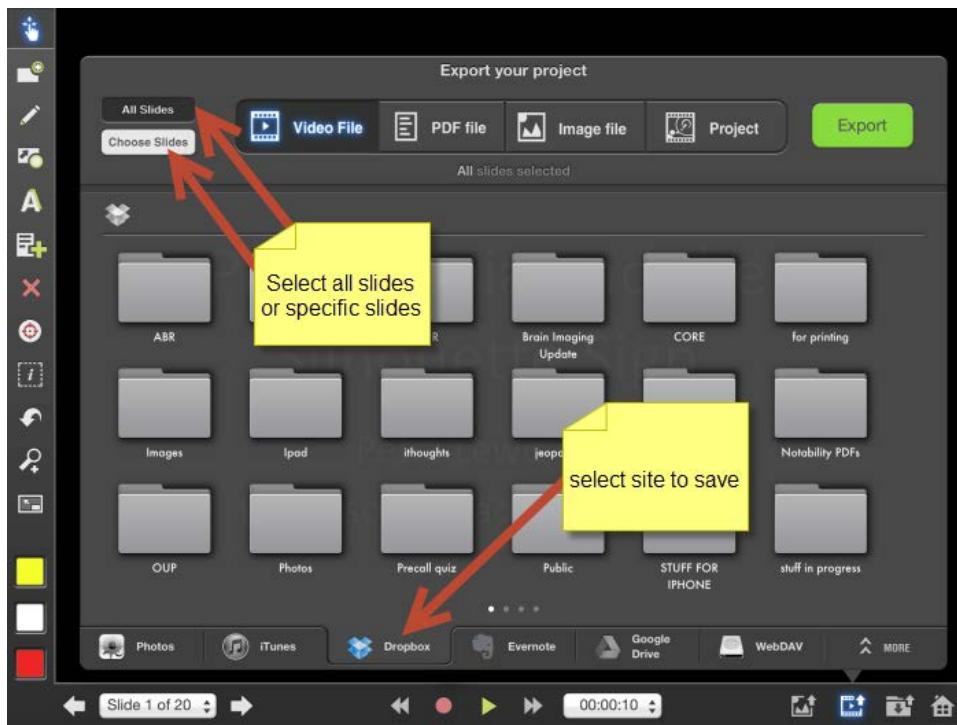 Export your project
All Slides
Choose Slides
Video File
PDF file
Image file
Project
Export
All slides selected
Select all slides
or specific slides
ABR
R
Brain Imaging
Update
CORE
for printing
Images
Ipad
ithoughts
jeopa
Notability PDFs
select site to save
OUP
Photos
Precall quiz
Public
STUFF FOR
IPHONE
stuff in progress
Photos
iTunes
Dropbox
Evernote
Google
Drive
WebDAV
MORE
Slide 1 of 20
00:00:10